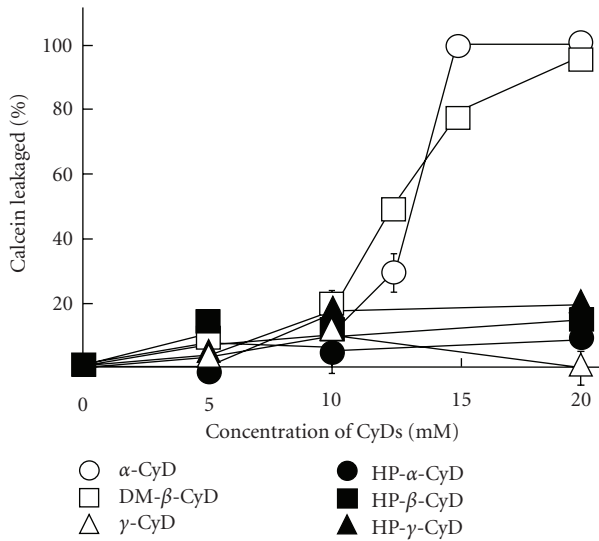 Calcein leakaged (%)
100
80
60
40
20
0
5
10
15
20
Concentration of CyDs (mM)
α-CyD
DM-β-CyD
γ-CyD
HP-α-CyD
HP-β-CyD
HP-γ-CyD